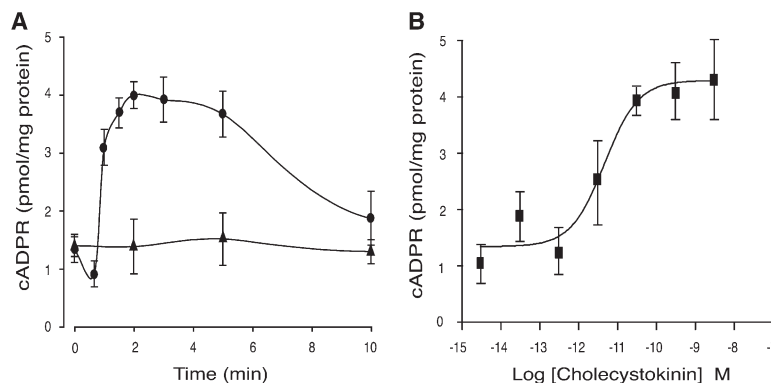 A
cADPR (pmol/mg protein)
5
4
3
2
1
0
0 2 4 6 8 10
Time (min)
B
cADPR (pmol/mg protein)
5
4
3
2
1
0
-15 -14 -13 -12 -11 -10 -9 -8 -7
Log [Cholecystokinin] M